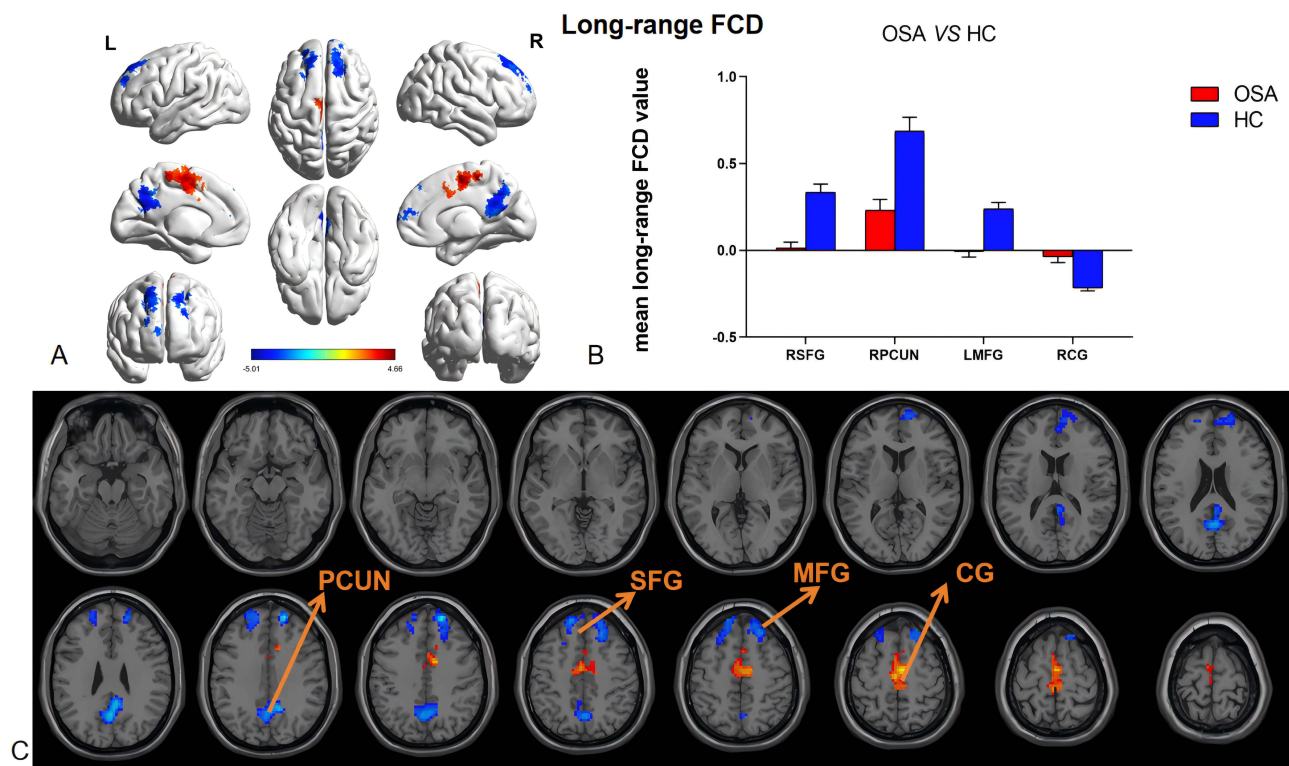 Long-range FCD
L
R
-5.01
4.66
A
OSA VS HC
mean long-range FCD value
1.0
0.5
0.0
-0.5
RSFG
RPCUN
LMFG
RCG
OSA
HC
B
PCUN
SFG
MFG
CG
C